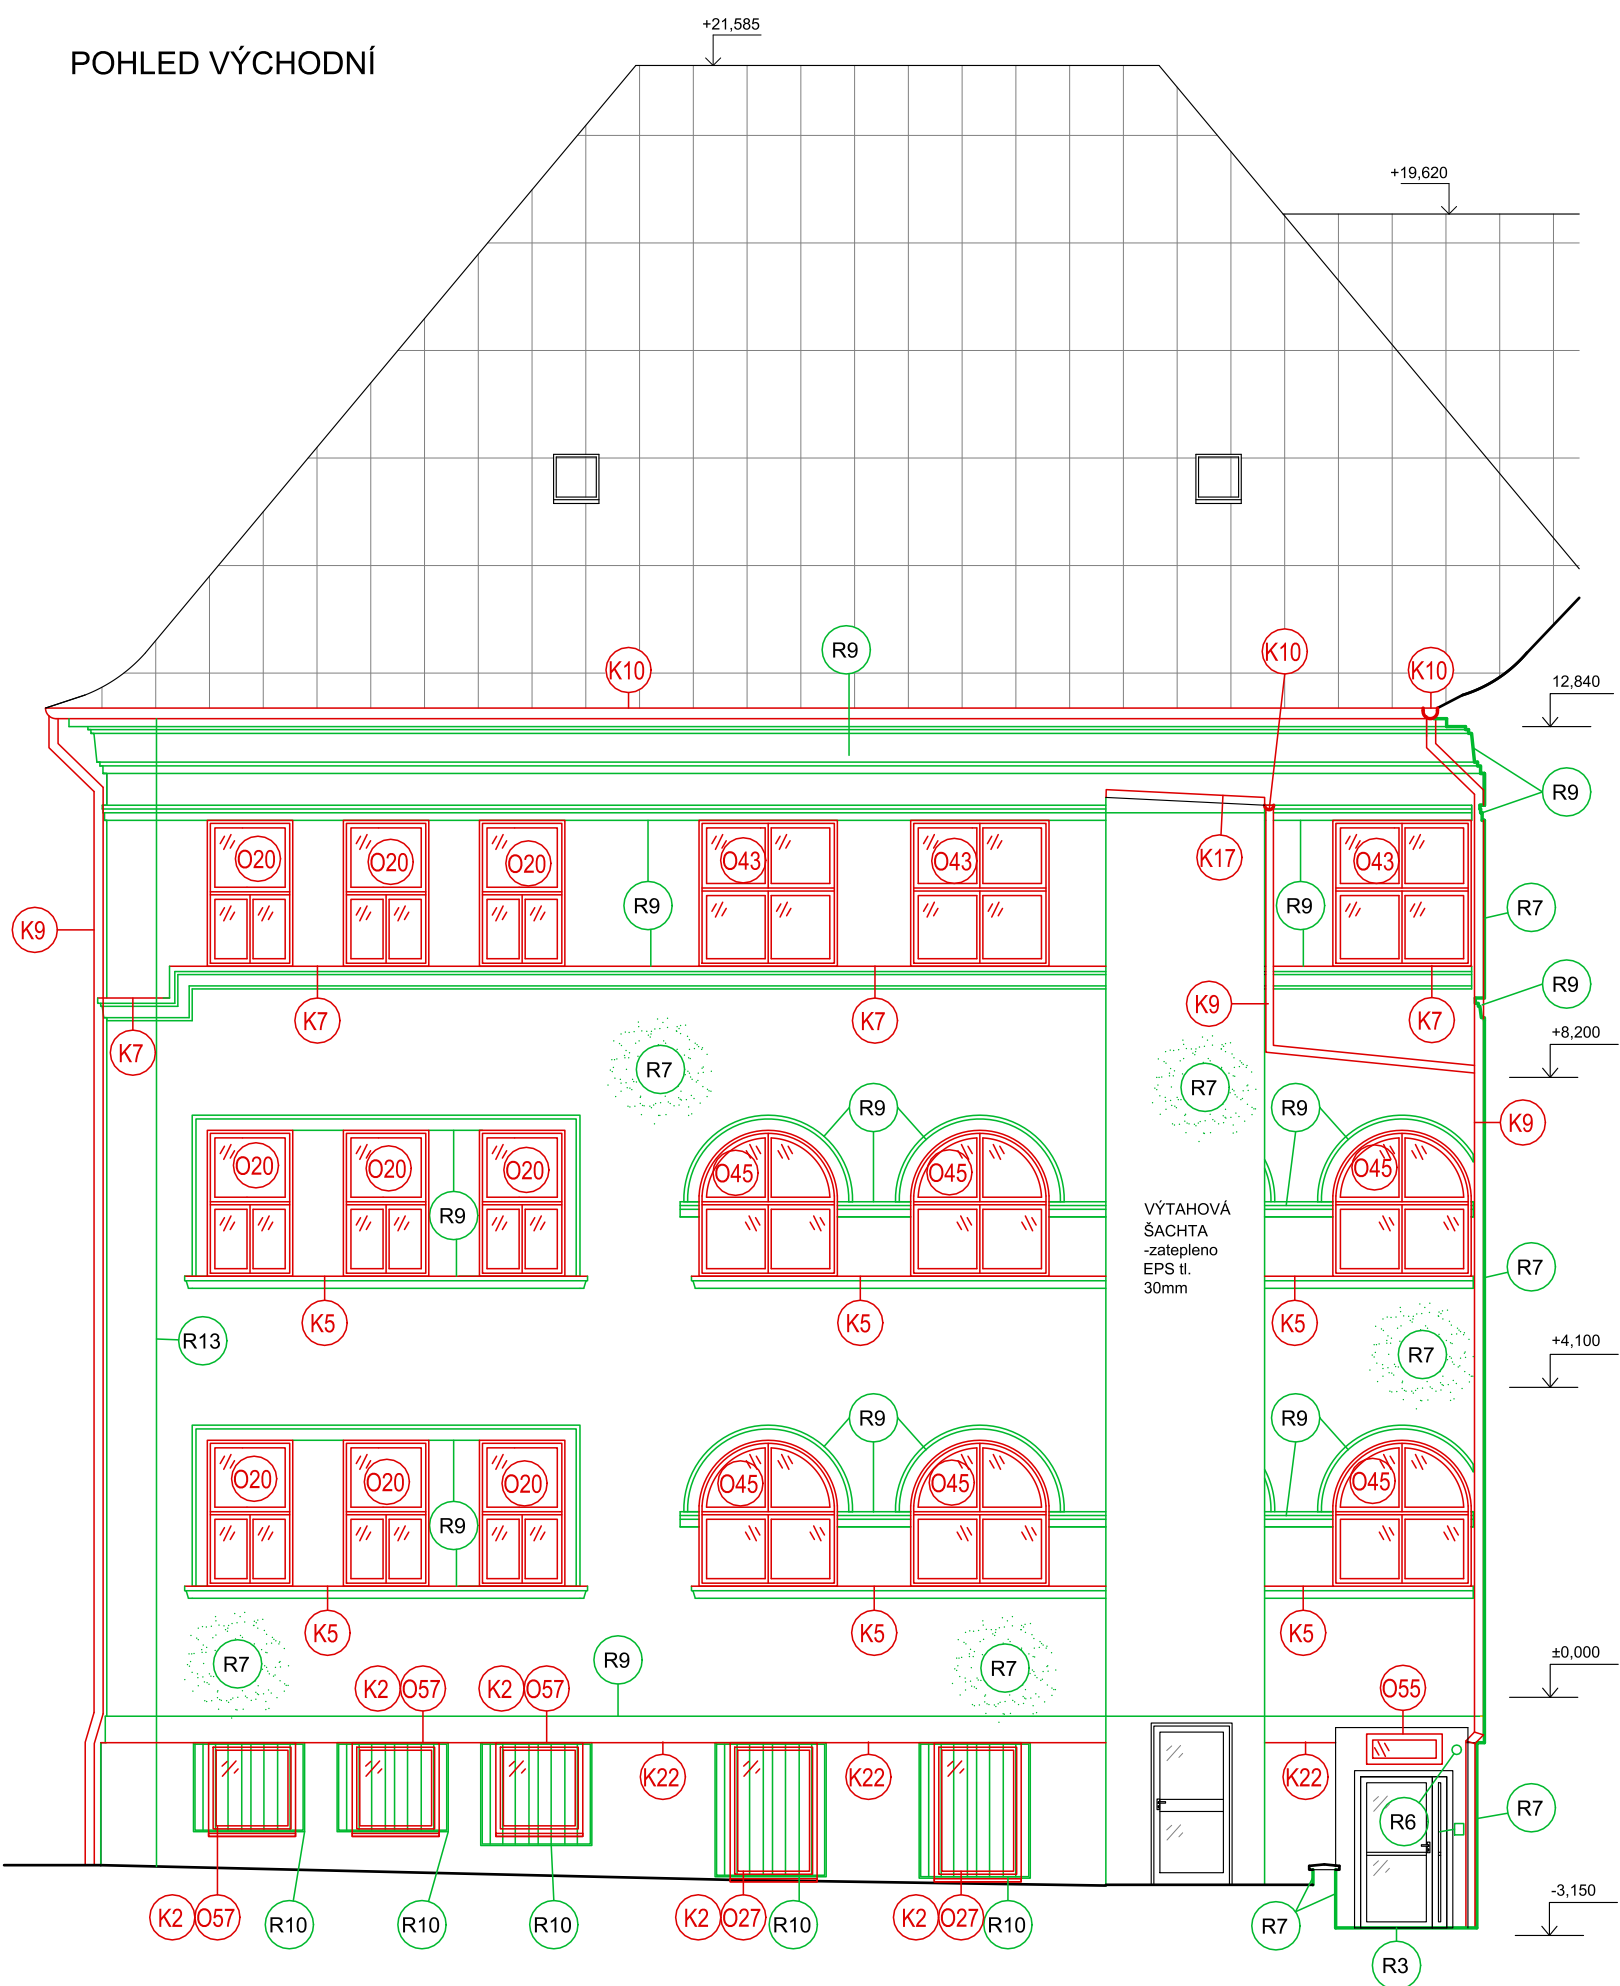 +21,585
POHLED VÝCHODNÍ
+19,620
R9
K10
K10
K10
12,840
R9
O20
O20
O20
O43
O43
K17
O43
R9
R9
R7
K9
R9
K9
K7
K7
K7
K7
+8,200
R7
R7
R9
R9
K9
O20
O20
O20
O45
O45
O45
R9
VÝTAHOVÁ
ŠACHTA
-zatepleno
EPS tl.
30mm
R7
K5
K5
K5
R13
+4,100
R7
R9
R9
O20
O20
O20
O45
O45
O45
R9
K5
K5
K5
±0,000
R7
R9
R7
K2 O57
K2 O57
O55
K22
K22
K22
R7
R6
-3,150
K2 O57
R10
R10
R10
K2 O27
R10
K2 O27
R10
R7
R3